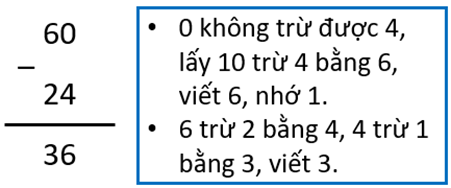 60
–
24
36
• 0 không trừ được 4,
lấy 10 trừ 4 bằng 6,
viết 6, nhớ 1.
• 6 trừ 2 bằng 4, 4 trừ 1
bằng 3, viết 3.